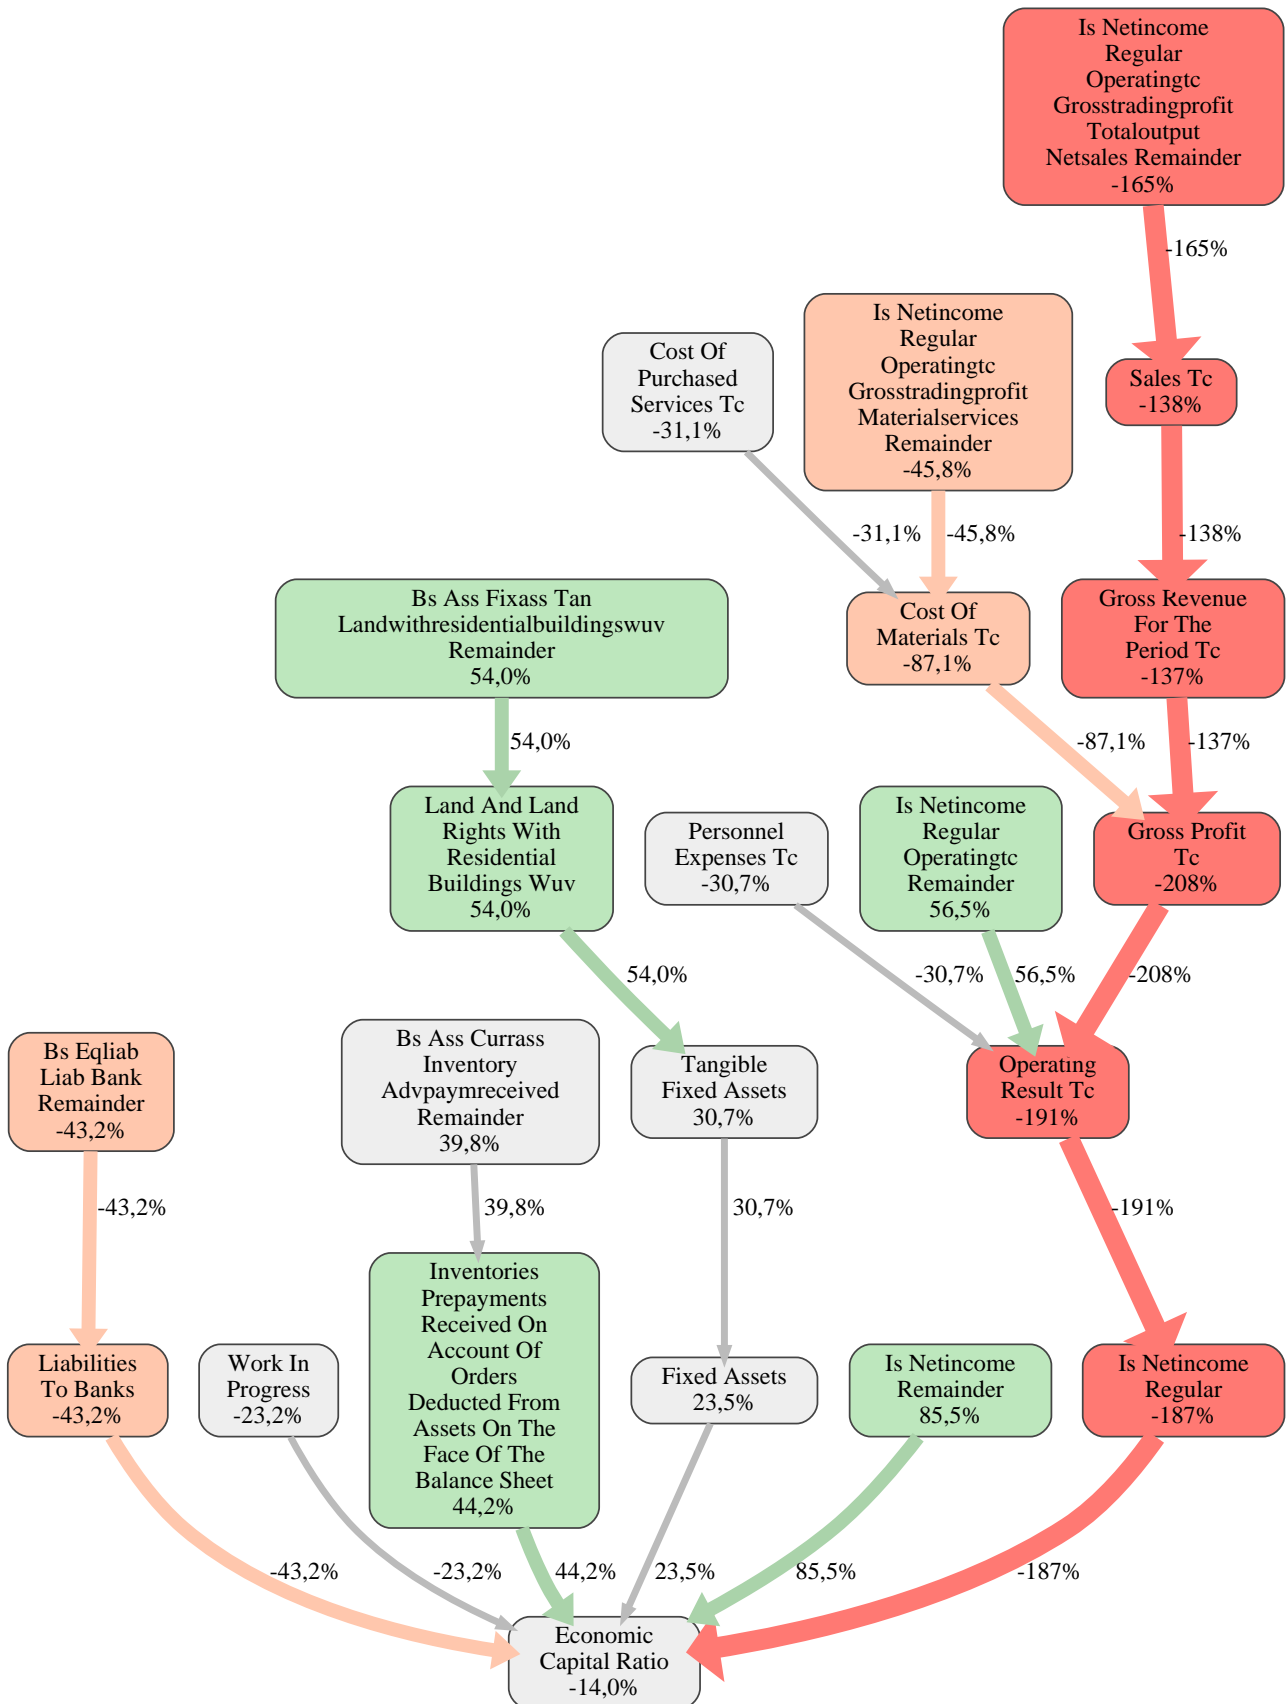 Is Netincome
Regular
Operatingtc
Grosstradingprofit
Totaloutput
Netsales Remainder
-165%
-165%
Cost Of
Purchased
Services Tc
-31,1%
Is Netincome
Regular
Operatingtc
Grosstradingprofit
Materialservices
Remainder
-45,8%
Sales Tc
-138%
-31,1%
-45,8%
-138%
Bs Ass Fixass Tan
Landwithresidentialbuildingswuv
Remainder
54,0%
Cost Of
Materials Tc
-87,1%
Gross Revenue
For The
Period Tc
-137%
54,0%
-87,1%
-137%
Land And Land
Rights With
Residential
Buildings Wuv
54,0%
Personnel
Expenses Tc
-30,7%
Is Netincome
Regular
Operatingtc
Remainder
56,5%
Gross Profit
Tc
-208%
54,0%
-30,7%
56,5%
-208%
Bs Eqliab
Liab Bank
Remainder
-43,2%
Bs Ass Currass
Inventory
Advpaymreceived
Remainder
39,8%
Tangible
Fixed Assets
30,7%
Operating
Result Tc
-191%
-43,2%
39,8%
30,7%
-191%
Liabilities
To Banks
-43,2%
Work In
Progress
-23,2%
Inventories
Prepayments
Received On
Account Of
Orders
Deducted From
Assets On The
Face Of The
Balance Sheet
44,2%
Fixed Assets
23,5%
Is Netincome
Remainder
85,5%
Is Netincome
Regular
-187%
-43,2%
-23,2%
44,2%
23,5%
85,5%
-187%
Economic
Capital Ratio
-14,0%